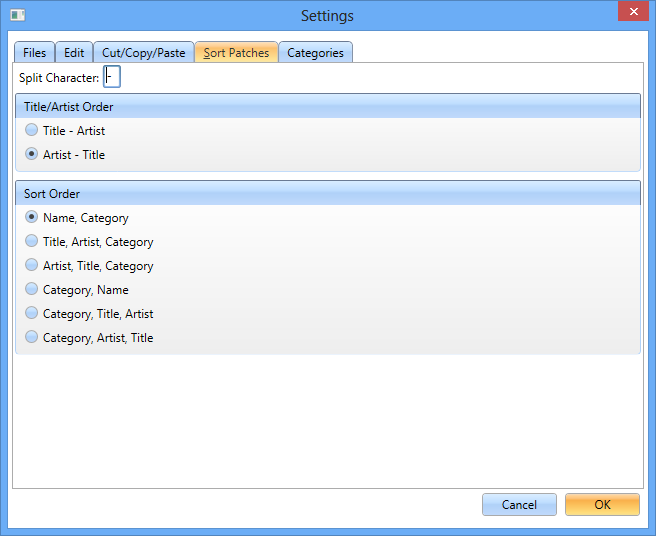 Settings
Files Edit Cut/Copy/Paste Sort Patches Categories
Split Character: -
Title/Artist Order
Title - Artist
Artist - Title
Sort Order
Name, Category
Title, Artist, Category
Artist, Title, Category
Category, Name
Category, Title, Artist
Category, Artist, Title
Cancel OK